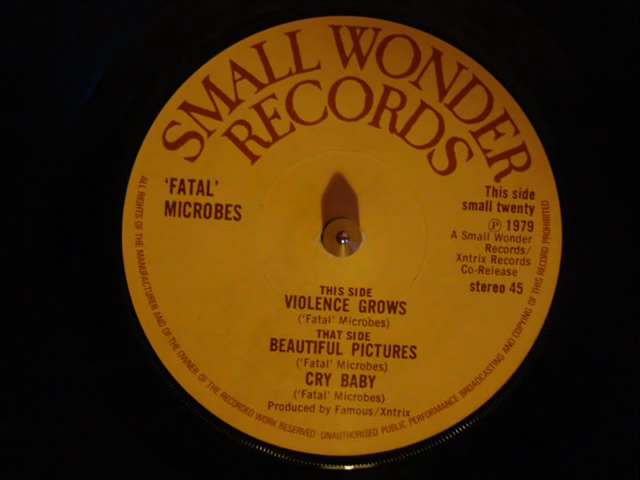 SMALL WONDER
RECORDS
'FATAL'
MICROBES
This side
small twenty
Ⓟ 1979
A Small Wonder
Records/
Xntrix Records
Co-Release
stereo 45
THIS SIDE
VIOLENCE GROWS
('Fatal' Microbes)
THAT SIDE
BEAUTIFUL PICTURES
('Fatal' Microbes)
CRY BABY
('Fatal' Microbes)
Produced by Famous/Xntrix
ALL RIGHTS OF THE MANUFACTURER AND OF THE OWNER OF THE RECORDED WORK RESERVED UNAUTHORISED PUBLIC PERFORMANCE BROADCASTING AND COPYING OF THIS RECORD PROHIBITED